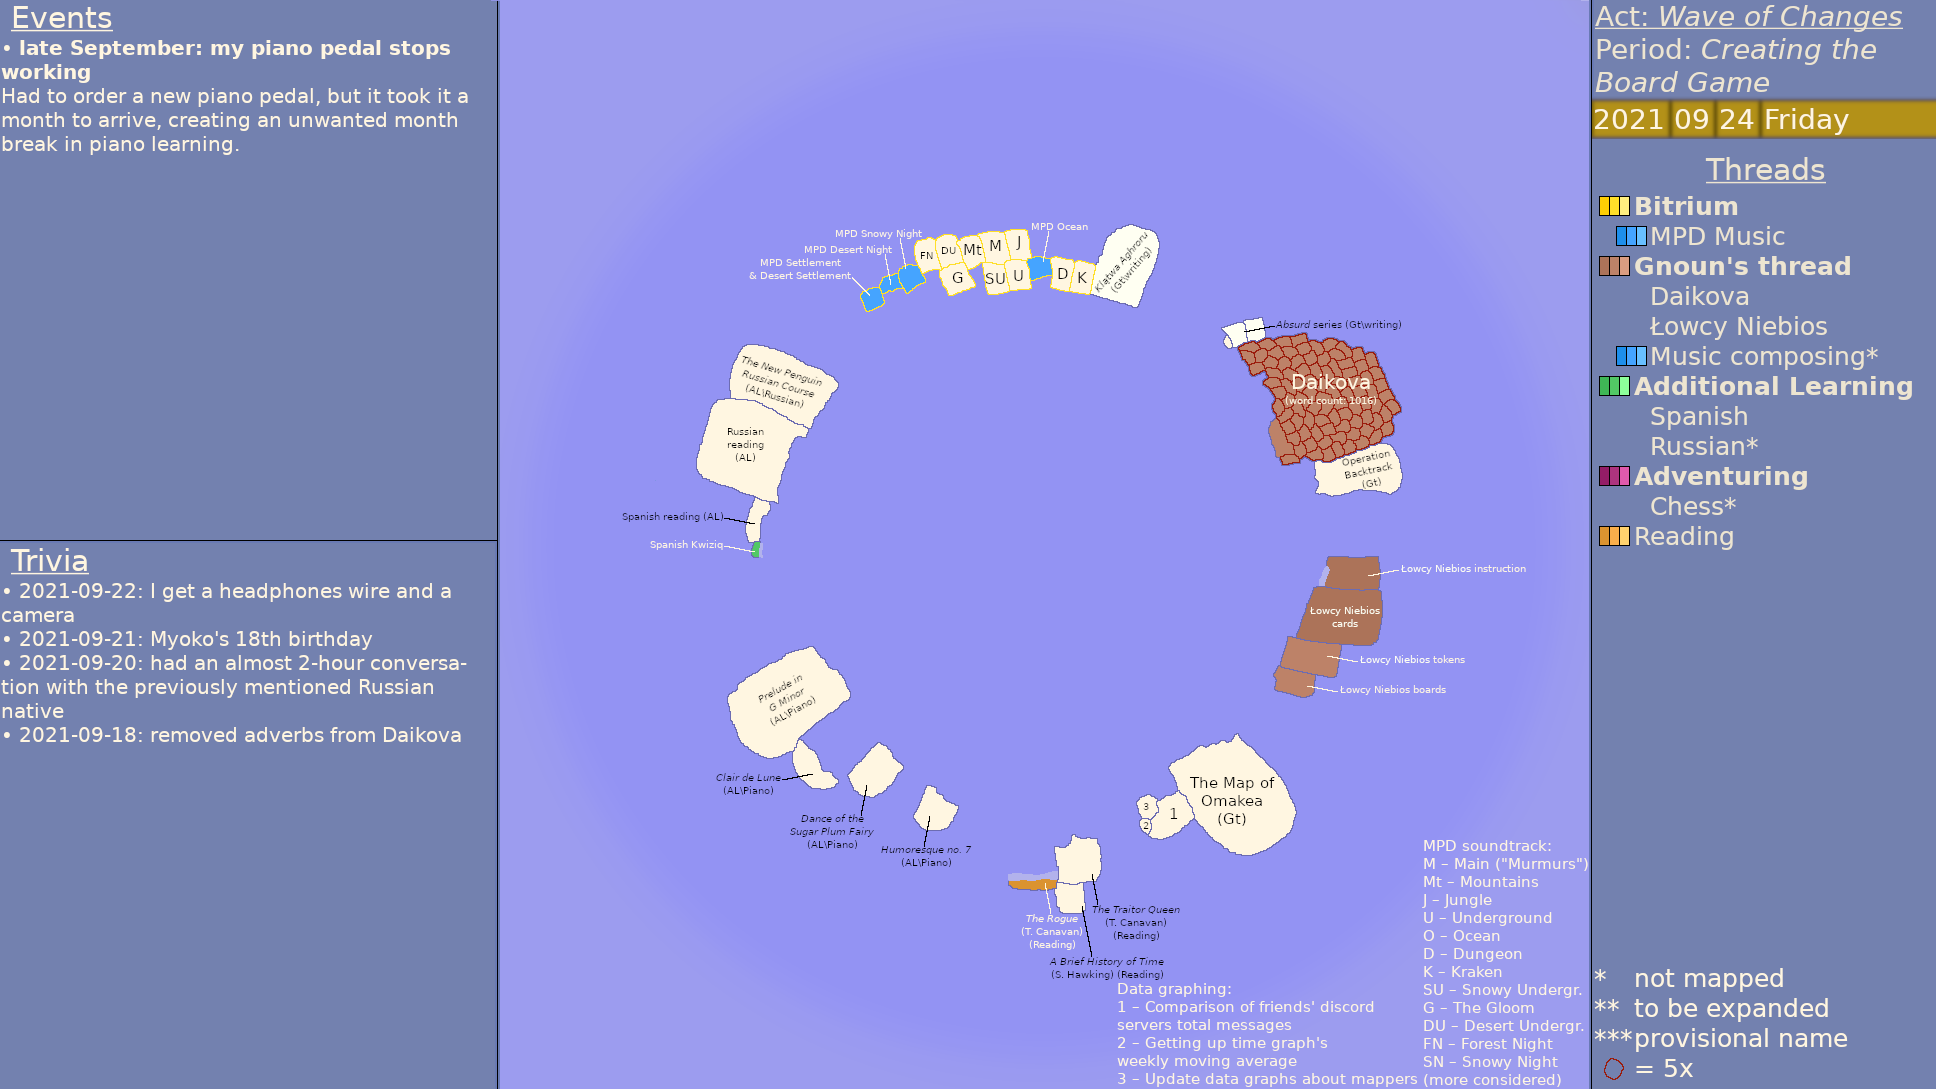 Events
• late September: my piano pedal stops
working
Had to order a new piano pedal, but it took it a
month to arrive, creating an unwanted month
break in piano learning.
Trivia
• 2021-09-22: I get a headphones wire and a
camera
• 2021-09-21: Myoko's 18th birthday
• 2021-09-20: had an almost 2-hour conversa-
tion with the previously mentioned Russian
native
• 2021-09-18: removed adverbs from Daikova
MPD Snowy Night
MPD Desert Night
MPD Settlement
& Desert Settlement
FN
DU
Mt
M
J
G
SU
U
MPD Ocean
D
K
Klątwa Aghroru
(Gt\writing)
Absurd series (Gt\writing)
Daikova
(word count: 1016)
Operation
Backtrack
(Gt)
The New Penguin
Russian Course
(AL\Russian)
Russian
reading
(AL)
Spanish reading (AL)
Spanish Kwiziq
Łowcy Niebios instruction
Łowcy Niebios
cards
Łowcy Niebios tokens
Łowcy Niebios boards
Prelude in
G Minor
(AL\Piano)
Clair de Lune
(AL\Piano)
Dance of the
Sugar Plum Fairy
(AL\Piano)
Humoresque no. 7
(AL\Piano)
The Map of
Omakea
(Gt)
1
2
3
The Rogue
(T. Canavan)
(Reading)
The Traitor Queen
(T. Canavan)
(Reading)
A Brief History of Time
(S. Hawking) (Reading)
Data graphing:
1 – Comparison of friends' discord
servers total messages
2 – Getting up time graph's
weekly moving average
3 – Update data graphs about mappers
MPD soundtrack:
M – Main ("Murmurs")
Mt – Mountains
J – Jungle
U – Underground
O – Ocean
D – Dungeon
K – Kraken
SU – Snowy Undergr.
G – The Gloom
DU – Desert Undergr.
FN – Forest Night
SN – Snowy Night
(more considered)
Act: Wave of Changes
Period: Creating the
Board Game
2021 09 24 Friday
Threads
Bitrium
MPD Music
Gnoun's thread
Daikova
Łowcy Niebios
Music composing*
Additional Learning
Spanish
Russian*
Adventuring
Chess*
Reading
* not mapped
** to be expanded
*** provisional name
= 5x